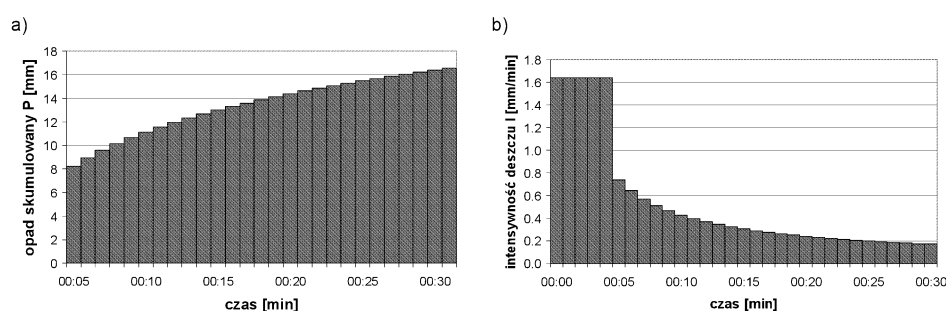 a)
opad skumulowany P [mm]
18
16
14
12
10
8
6
4
2
0
00:05 00:10 00:15 00:20 00:25 00:30
czas [min]
b)
intensywność deszczu I [mm/min]
1.8
1.6
1.4
1.2
1.0
0.8
0.6
0.4
0.2
0.0
00:00 00:05 00:10 00:15 00:20 00:25 00:30
czas [min]